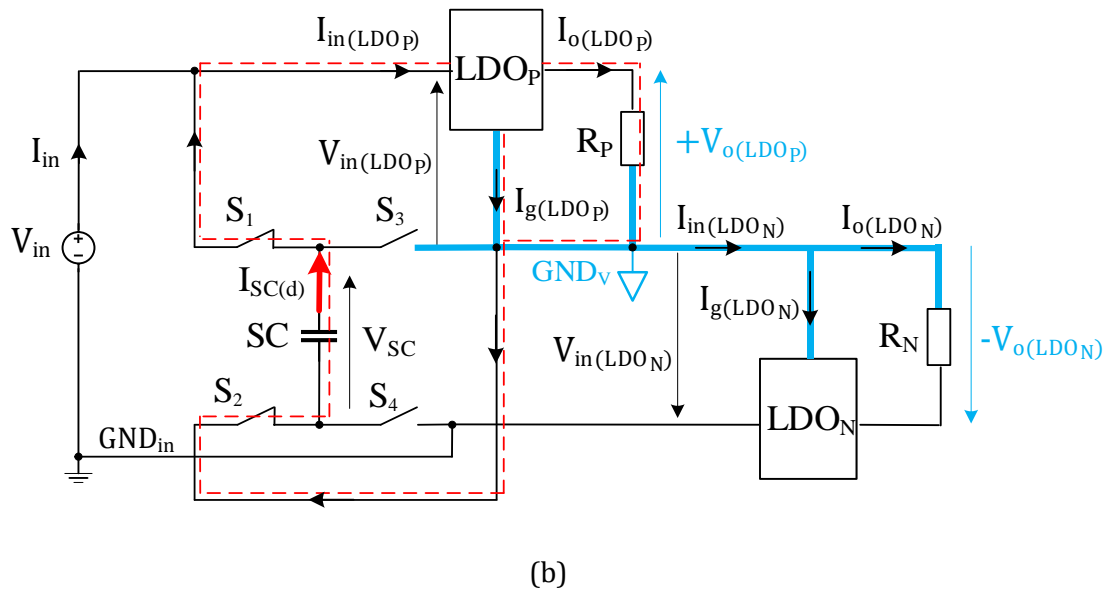 I_in(LDO_P)
I_o(LDO_P)
LDO_P
I_in
V_in(LDO_P)
R_P
+V_o(LDO_P)
S_1
S_3
I_g(LDO_P)
I_in(LDO_N)
I_o(LDO_N)
V_in
I_SC(d)
GND_V
SC
V_SC
I_g(LDO_N)
V_in(LDO_N)
R_N
-V_o(LDO_N)
S_2
S_4
LDO_N
GND_in
(b)